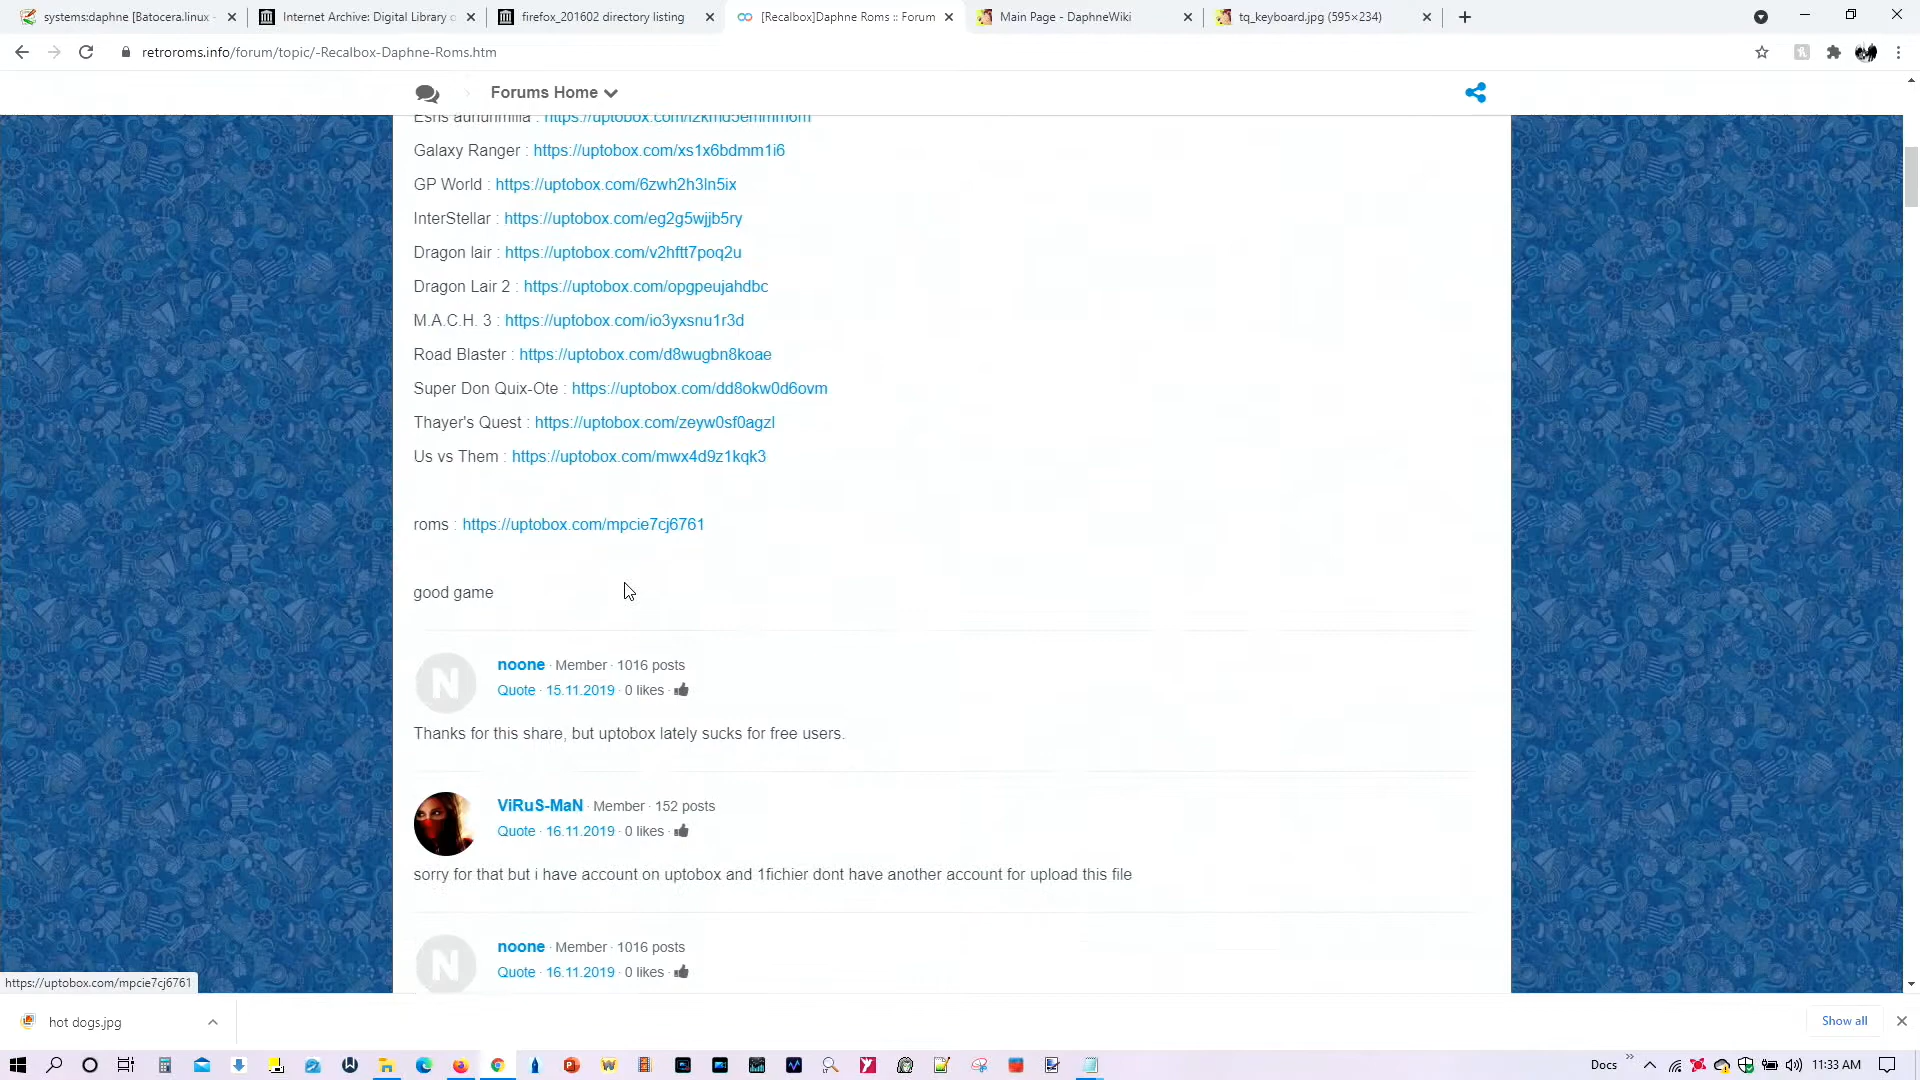 systems:daphne [Batocera.linux -
Internet Archive: Digital Library o
firefox_201602 directory listing
[Recalbox]Daphne Roms :: Forum
Main Page - DaphneWiki
tq_keyboard.jpg (595×234)
retroroms.info/forum/topic/-Recalbox-Daphne-Roms.htm
Forums Home
Galaxy Ranger : https://uptobox.com/xs1x6bdmm1i6
GP World : https://uptobox.com/6zwh2h3ln5ix
InterStellar : https://uptobox.com/eg2g5wjjb5ry
Dragon lair : https://uptobox.com/v2hftt7poq2u
Dragon Lair 2 : https://uptobox.com/opgpeujahdbc
M.A.C.H. 3 : https://uptobox.com/io3yxsnu1r3d
Road Blaster : https://uptobox.com/d8wugbn8koae
Super Don Quix-Ote : https://uptobox.com/dd8okw0d6ovm
Thayer's Quest : https://uptobox.com/zeyw0sf0agzl
Us vs Them : https://uptobox.com/mwx4d9z1kqk3
roms : https://uptobox.com/mpcie7cj6761
good game
N
noone · Member · 1016 posts
Quote · 15.11.2019 · 0 likes ·
Thanks for this share, but uptobox lately sucks for free users.
ViRuS-MaN · Member · 152 posts
Quote · 16.11.2019 · 0 likes ·
sorry for that but i have account on uptobox and 1fichier dont have another account for upload this file
N
noone · Member · 1016 posts
Quote · 16.11.2019 · 0 likes ·
https://uptobox.com/mpcie7cj6761
hot dogs.jpg
Show all
Docs
11:33 AM